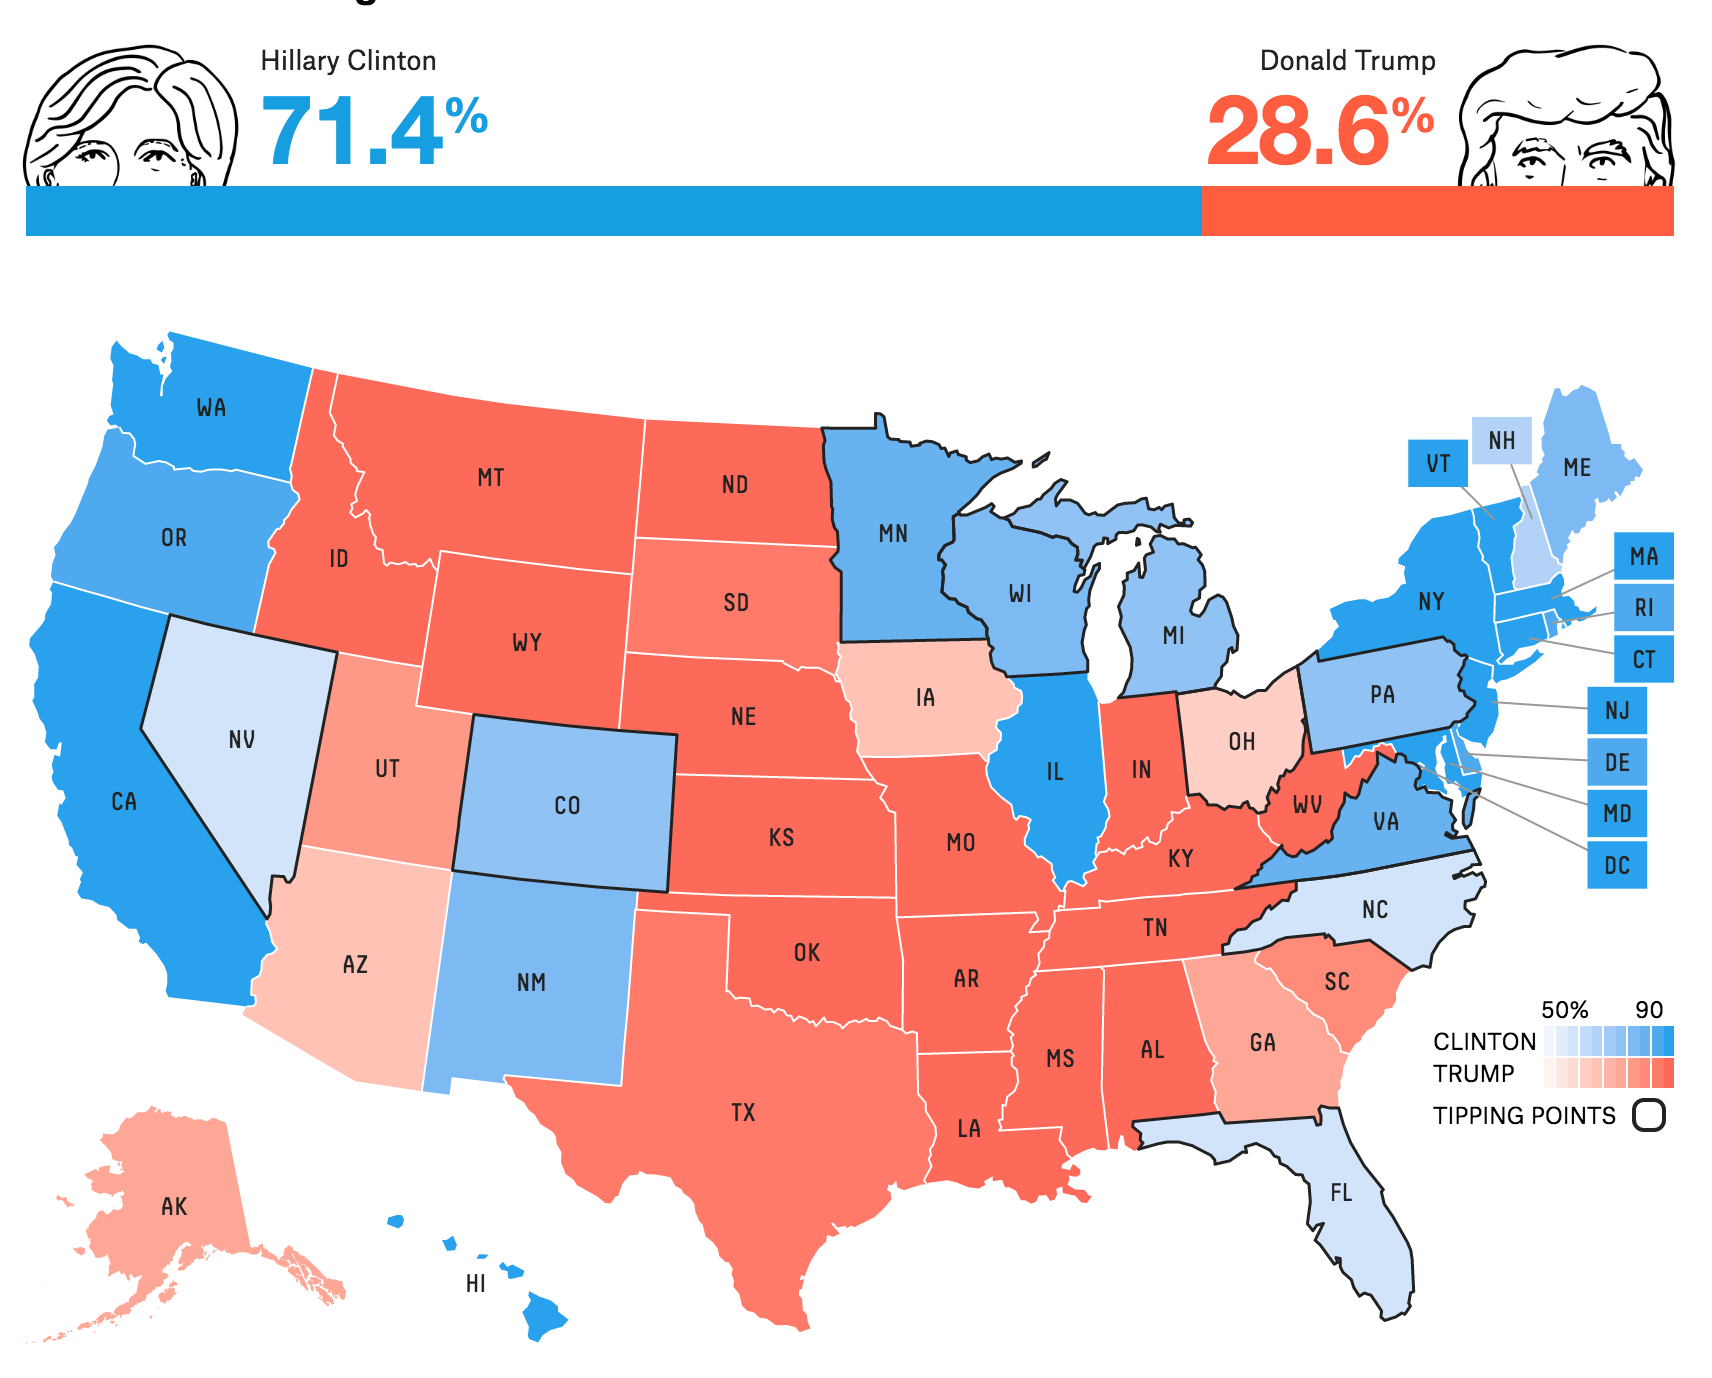 Hillary Clinton
71.4%
Donald Trump
28.6%
WA
MT
ND
MN
VT
NH
ME
OR
ID
SD
WI
MI
NY
MA
RI
CT
WY
IA
NE
PA
NJ
NV
UT
CO
IL
IN
OH
DE
CA
KS
MO
WV
VA
MD
KY
DC
AZ
NM
OK
AR
TN
NC
SC
TX
LA
MS
AL
GA
50% 90
CLINTON
TRUMP
TIPPING POINTS
AK
HI
FL